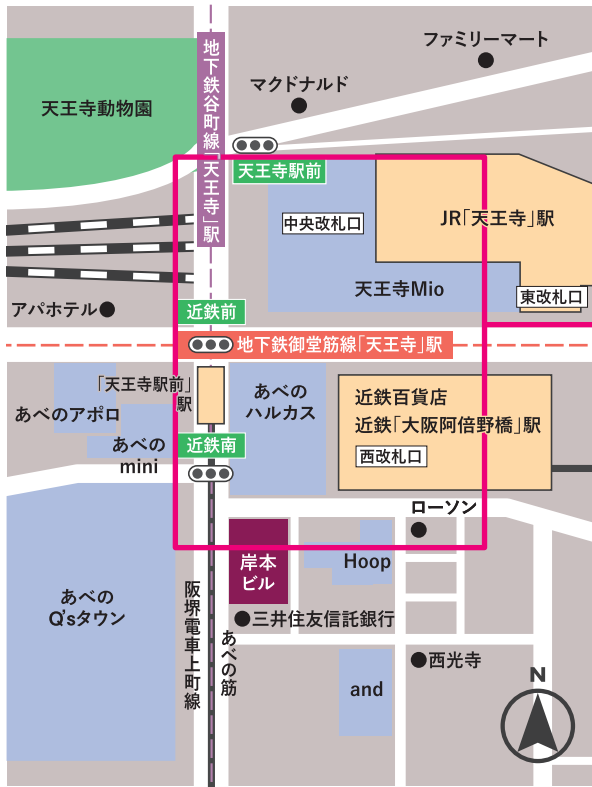 ファミリーマート
マクドナルド
天王寺動物園
地下鉄谷町線「天王寺」駅
天王寺駅前
中央改札口
JR「天王寺」駅
天王寺Mio
東改札口
アパホテル
近鉄前
地下鉄御堂筋線「天王寺」駅
「天王寺駅前」
駅
あべの
ハルカス
近鉄百貨店
近鉄「大阪阿倍野橋」駅
西改札口
あべのアポロ
あべの
mini
近鉄南
ローソン
岸本
ビル
Hoop
あべの
Q'sタウン
阪堺電車上町線
あべの筋
三井住友信託銀行
西光寺
and
N